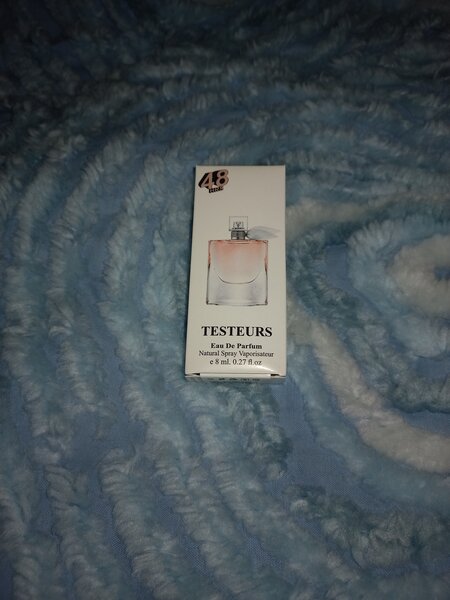 48
TESTEURS
Eau De Parfum
Natural Spray Vaporisateur
e 8 ml. 0.27 fl.oz